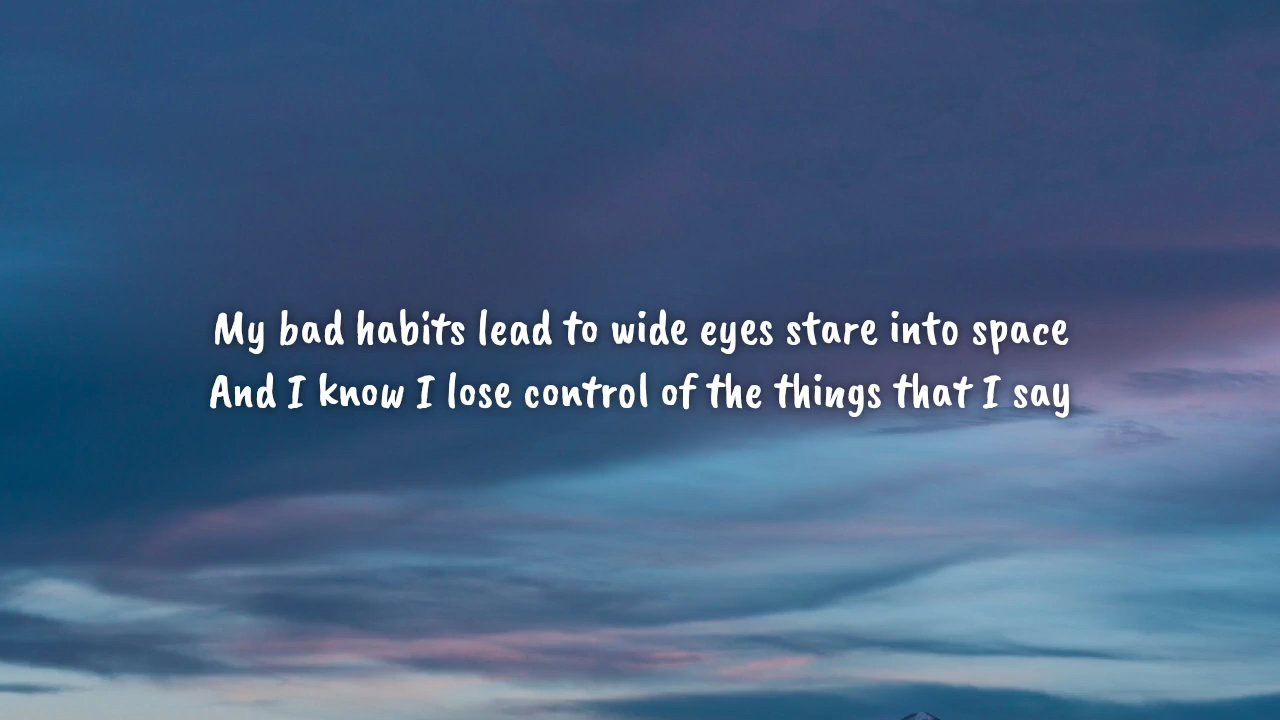 My bad habits lead to wide eyes stare into space
And I know I lose control of the things that I say